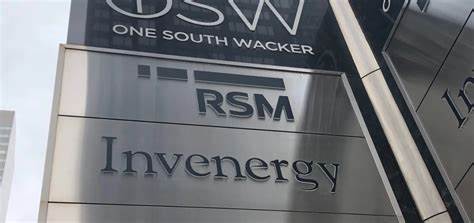 OSW
ONE SOUTH WACKER
RSM
Invenergy